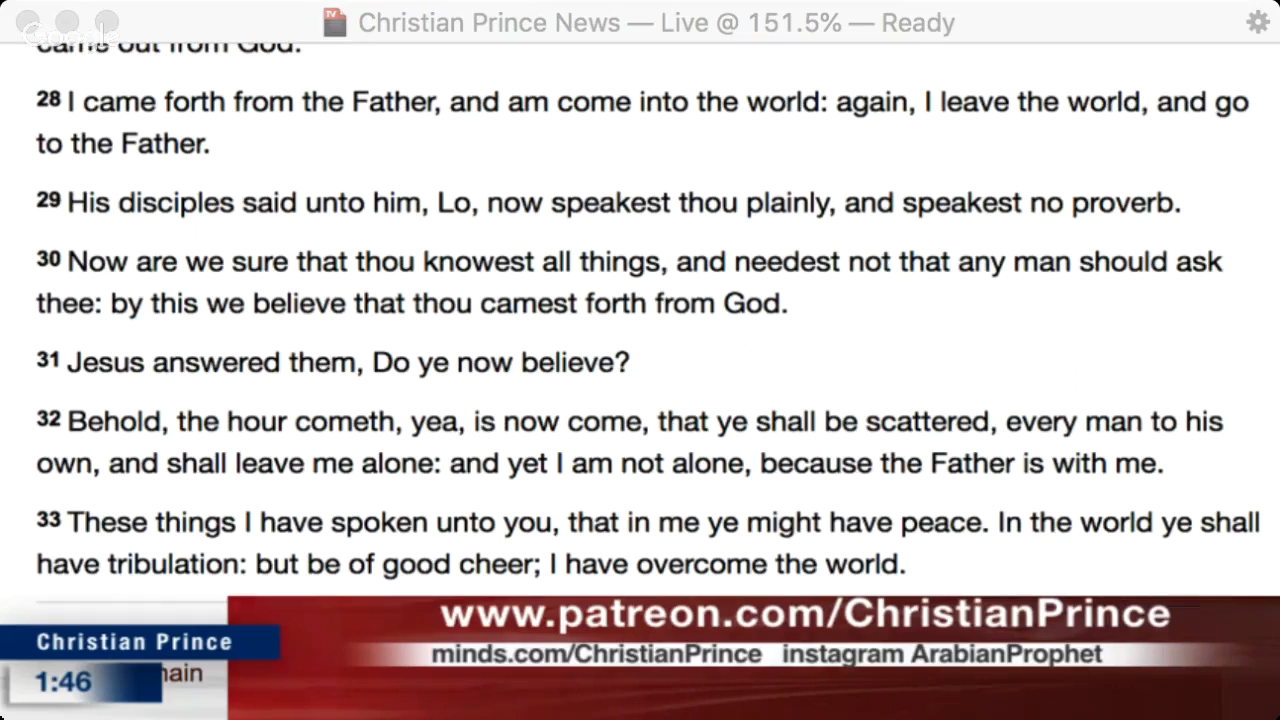 Christian Prince News — Live @ 151.5% — Ready
Google
came out from God.
28 I came forth from the Father, and am come into the world: again, I leave the world, and go
to the Father.
29 His disciples said unto him, Lo, now speakest thou plainly, and speakest no proverb.
30 Now are we sure that thou knowest all things, and needest not that any man should ask
thee: by this we believe that thou camest forth from God.
31 Jesus answered them, Do ye now believe?
32 Behold, the hour cometh, yea, is now come, that ye shall be scattered, every man to his
own, and shall leave me alone: and yet I am not alone, because the Father is with me.
33 These things I have spoken unto you, that in me ye might have peace. In the world ye shall
have tribulation: but be of good cheer; I have overcome the world.
www.patreon.com/ChristianPrince
Christian Prince
minds.com/ChristianPrince instagram ArabianProphet
1:46